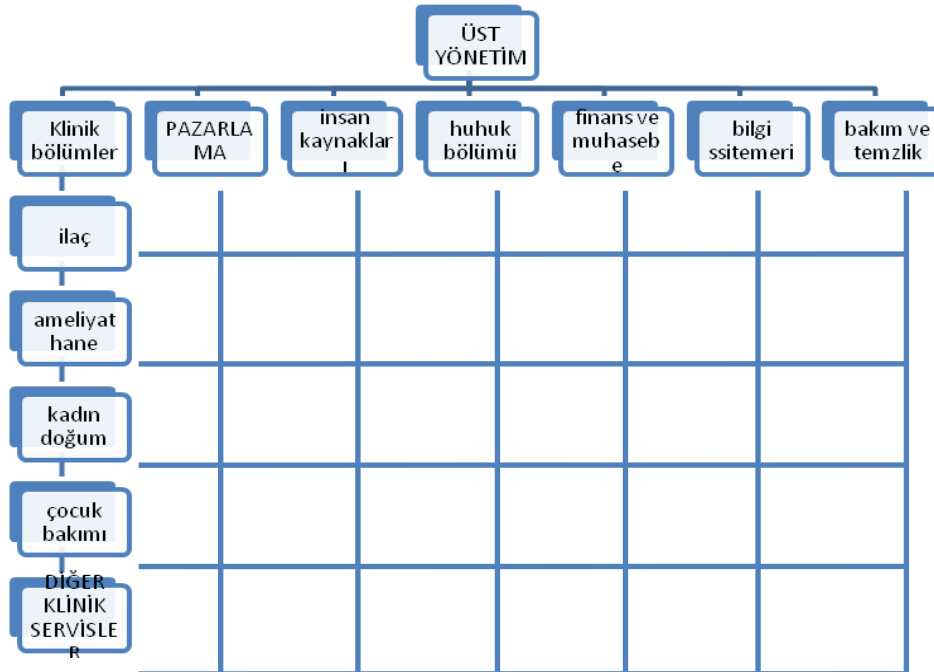 ÜST
YÖNETİM
Klinik
bölümler
PAZARLA
MA
insan
kaynaklar
ı
huhuk
bölümü
finans ve
muhaseb
e
bilgi
ssitemeri
bakım ve
temzlik
ilaç
ameliyat
hane
kadın
doğum
çocuk
bakımı
DİĞER
KLİNİK
SERVİSLE
R